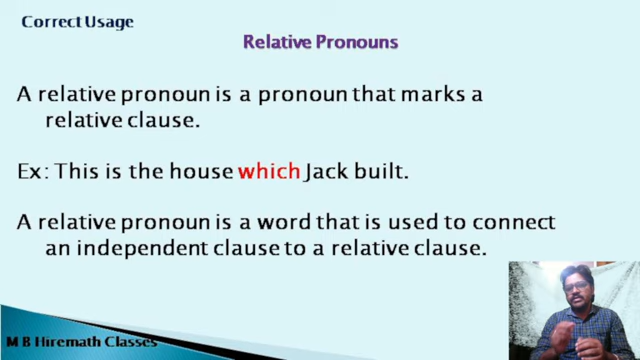 Correct Usage
Relative Pronouns
A relative pronoun is a pronoun that marks a
relative clause.
Ex: This is the house which Jack built.
A relative pronoun is a word that is used to connect
an independent clause to a relative clause.
M B Hiremath Classes